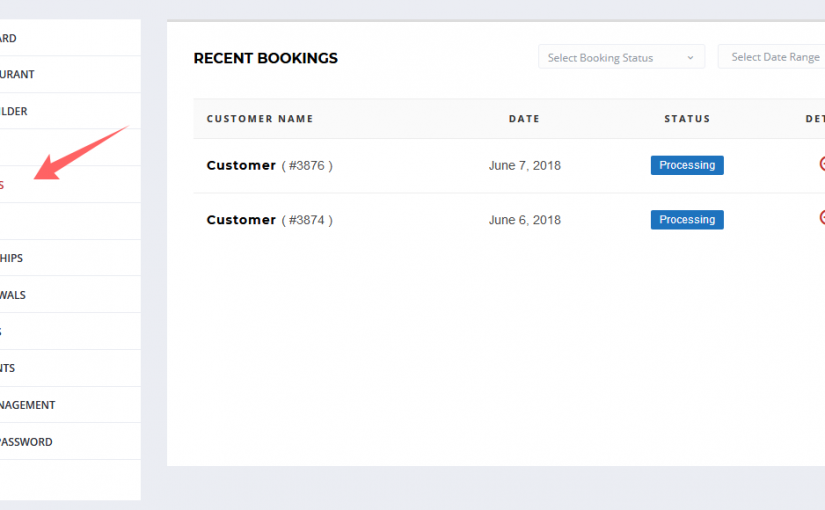 ARD
URANT
ILDER
S
HIPS
WALS
S
NTS
NAGEMENT
PASSWORD
RECENT BOOKINGS
Select Booking Status
Select Date Range
CUSTOMER NAME DATE STATUS DET
Customer ( #3876 ) June 7, 2018 Processing
Customer ( #3874 ) June 6, 2018 Processing